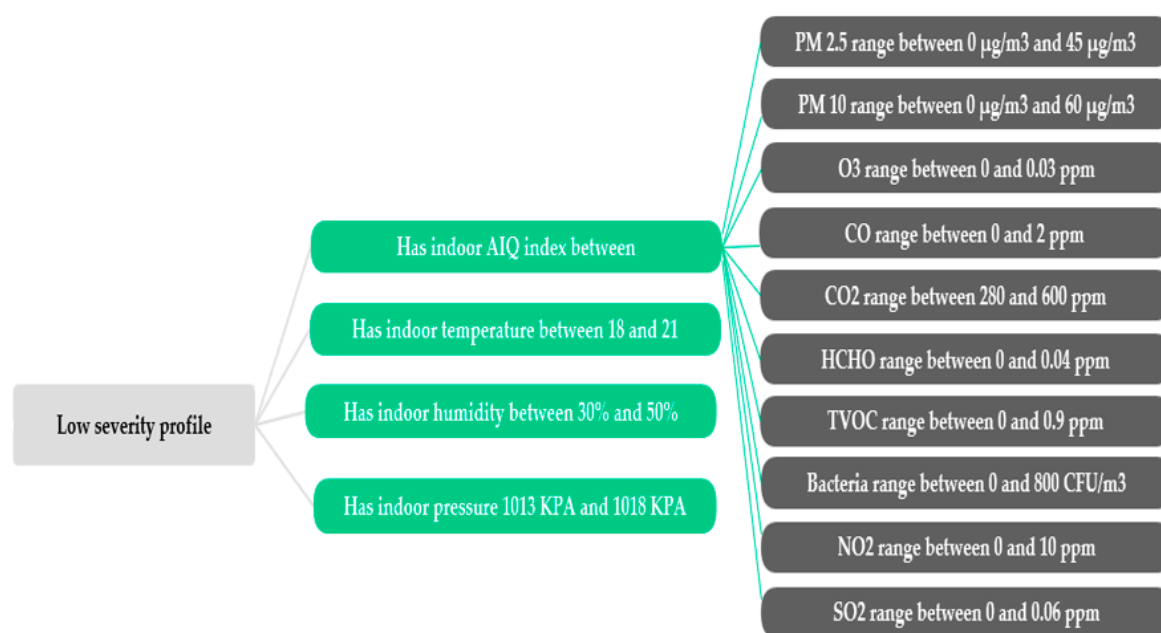 Low severity profile
Has indoor AIQ index between
Has indoor temperature between 18 and 21
Has indoor humidity between 30% and 50%
Has indoor pressure 1013 KPA and 1018 KPA
PM 2.5 range between 0 µg/m3 and 45 µg/m3
PM 10 range between 0 µg/m3 and 60 µg/m3
O3 range between 0 and 0.03 ppm
CO range between 0 and 2 ppm
CO2 range between 280 and 600 ppm
HCHO range between 0 and 0.04 ppm
TVOC range between 0 and 0.9 ppm
Bacteria range between 0 and 800 CFU/m3
NO2 range between 0 and 10 ppm
SO2 range between 0 and 0.06 ppm